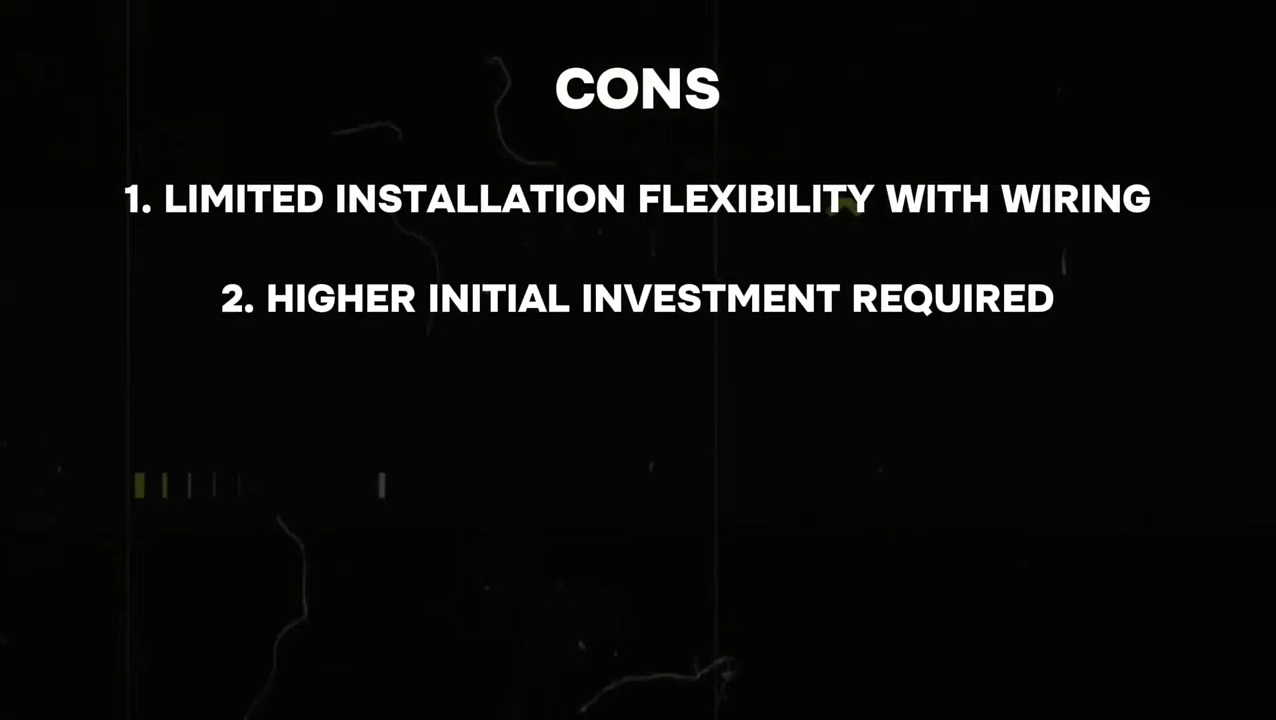 CONS
1. LIMITED INSTALLATION FLEXIBILITY WITH WIRING
2. HIGHER INITIAL INVESTMENT REQUIRED